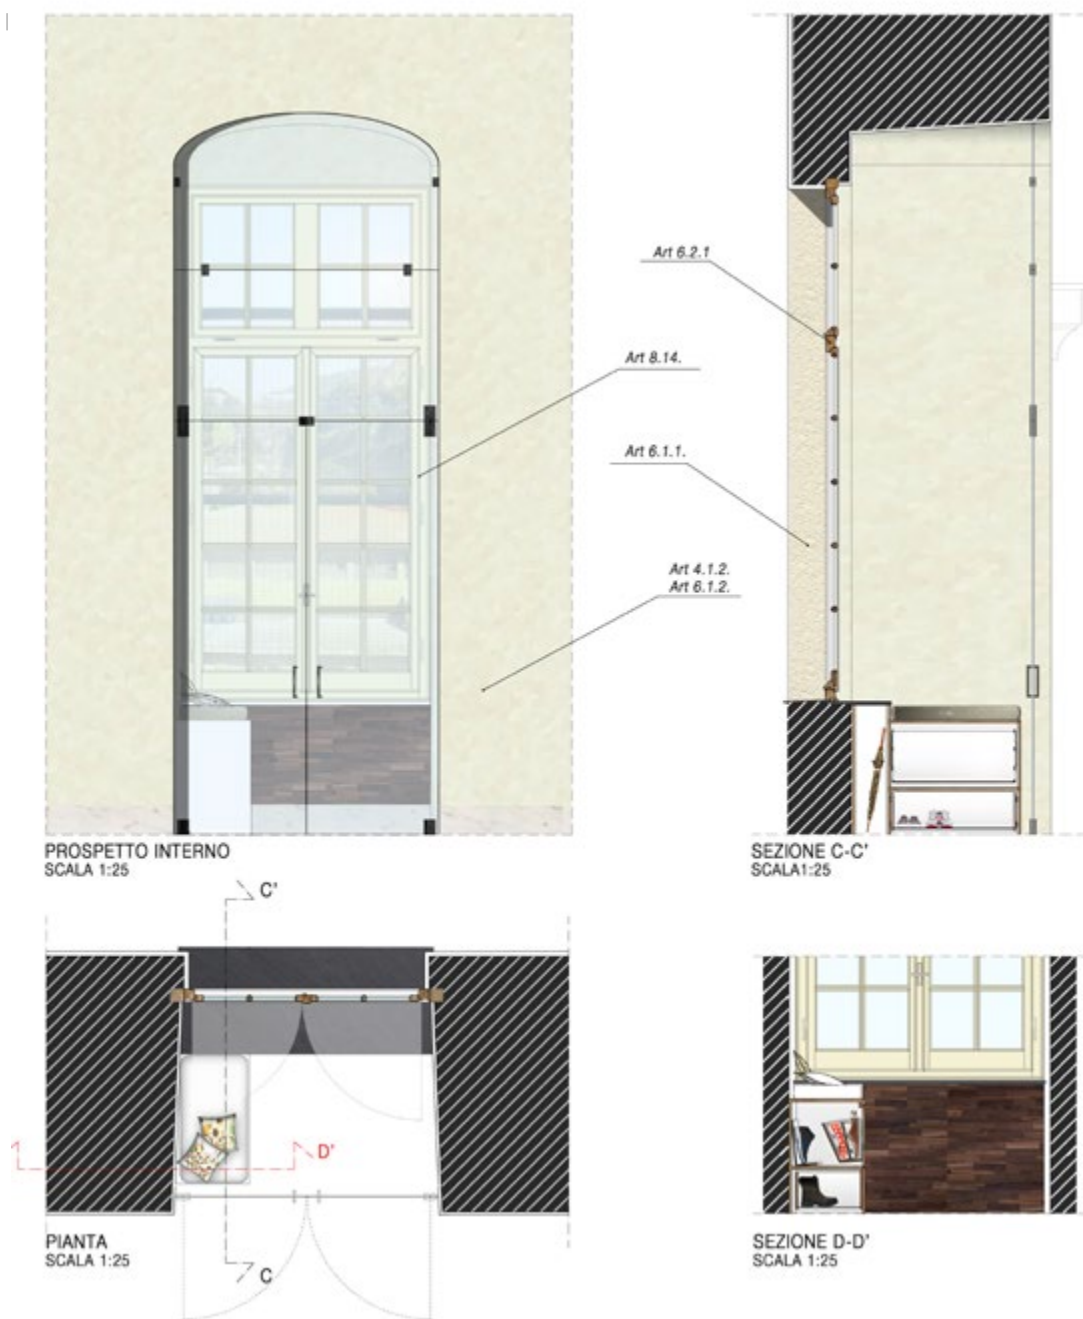 Art 6.2.1
Art 8.14.
Art 6.1.1.
Art 4.1.2.
Art 6.1.2.
PROSPETTO INTERNO
SCALA 1:25
SEZIONE C-C'
SCALA1:25
C'
D'
PIANTA
SCALA 1:25
C
SEZIONE D-D'
SCALA 1:25